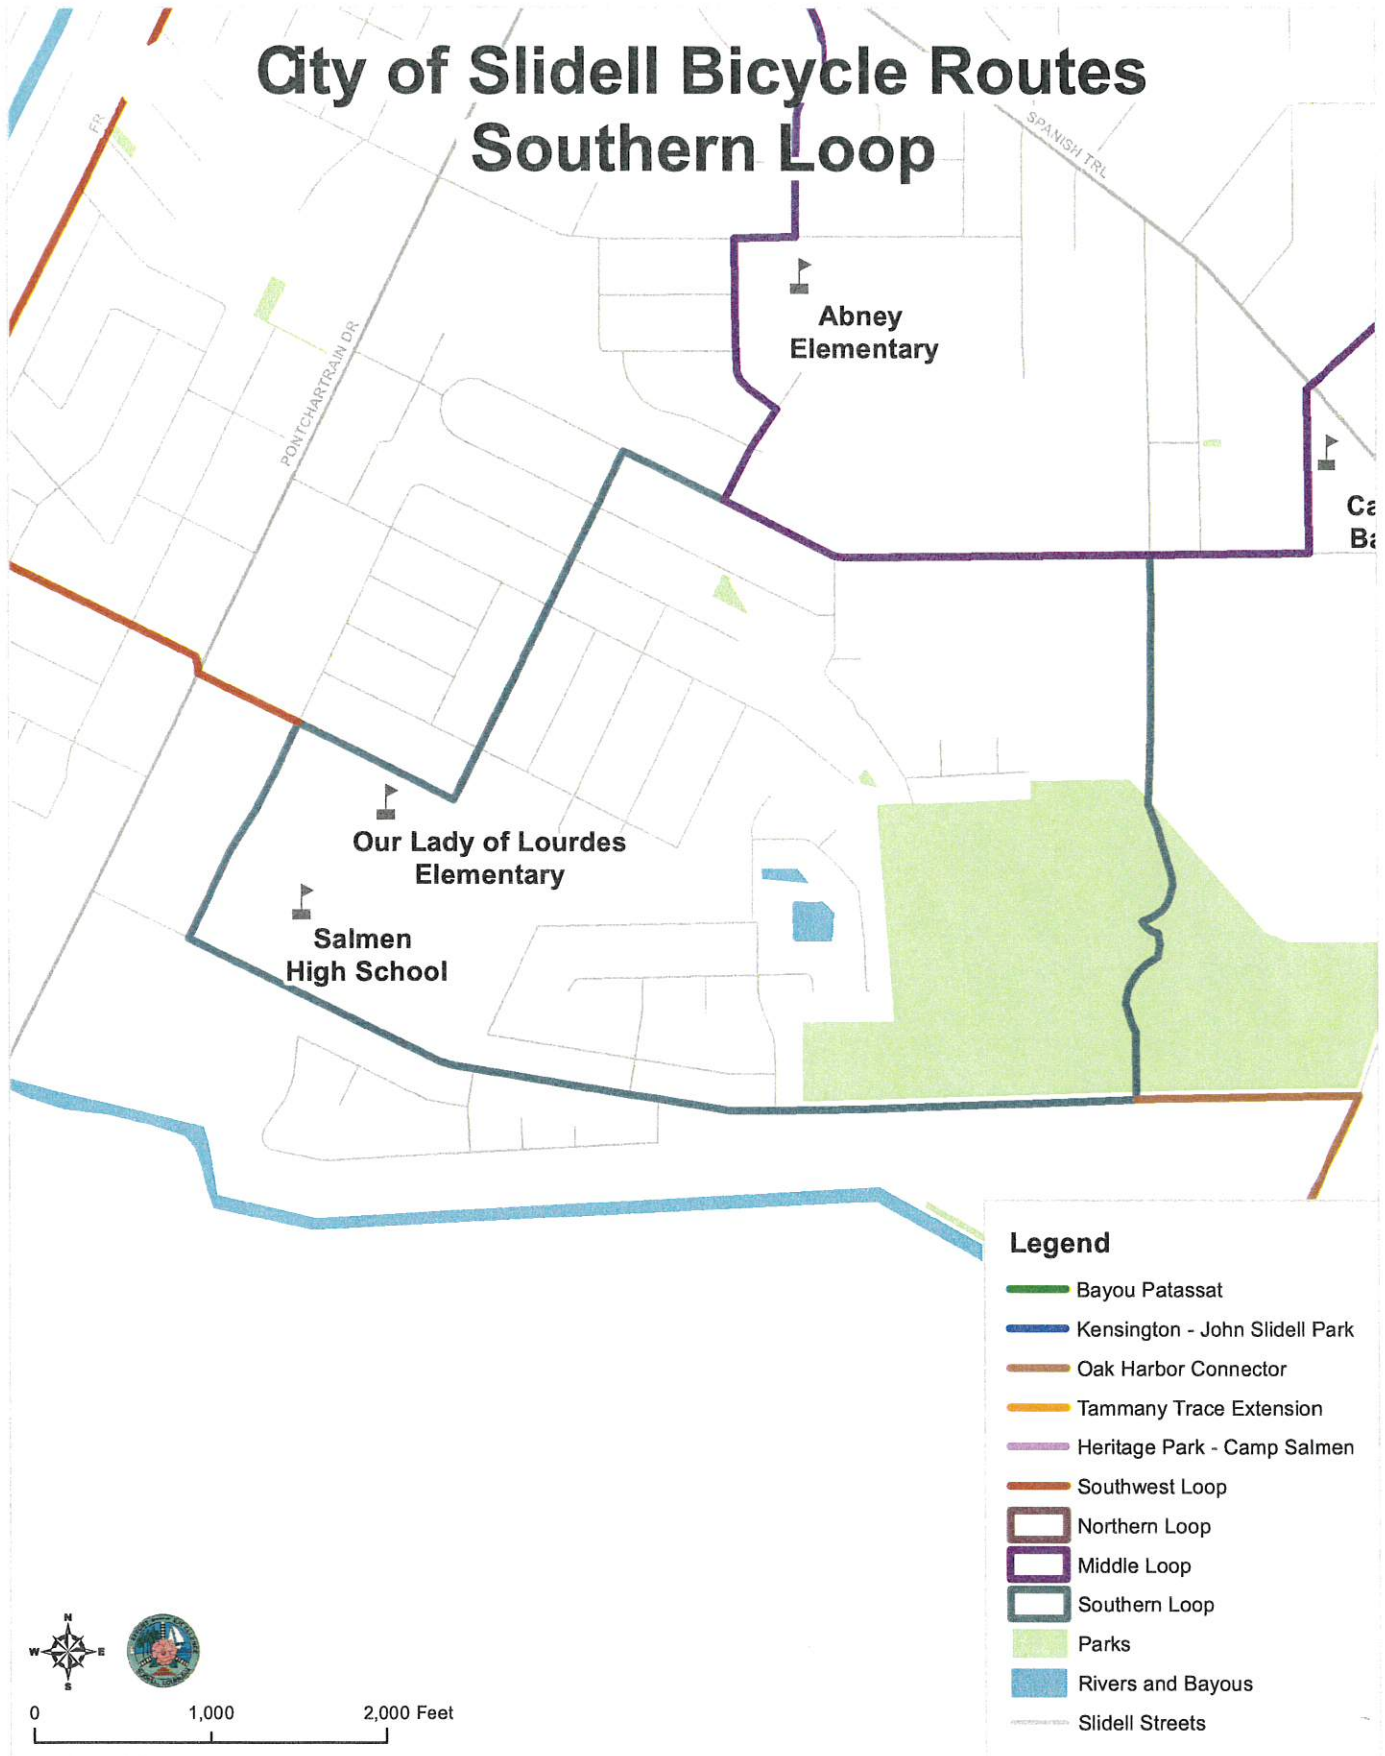 City of Slidell Bicycle Routes
Southern Loop
FR
SPANISH TRL
PONTCHARTRAIN DR
Abney
Elementary
Ca
Ba
Our Lady of Lourdes
Elementary
Salmen
High School
Legend
Bayou Patassat
Kensington - John Slidell Park
Oak Harbor Connector
Tammany Trace Extension
Heritage Park - Camp Salmen
Southwest Loop
Northern Loop
Middle Loop
Southern Loop
Parks
Rivers and Bayous
Slidell Streets
N
W E
S
0 1,000 2,000 Feet